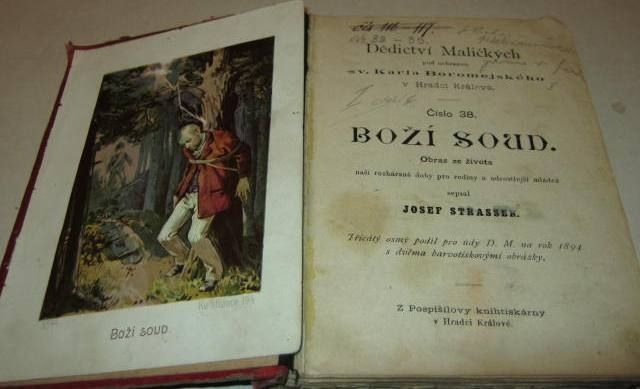 BOŽÍ SOUD.
Dědictví Maličkých
pod ochranou
sv. Karla Boromejského
v Hradci Králové.
Číslo 38.
BOŽÍ SOUD.
Obraz ze života
naší rozhárané doby pro rodiny a odrostlejší mládež
sepsal
JOSEF STRASSER.
Třicátý osmý podíl pro údy D. M. na rok 1894
s dvěma barvotiskovými obrázky.
Z Pospíšilovy knihtiskárny
v Hradci Králové.